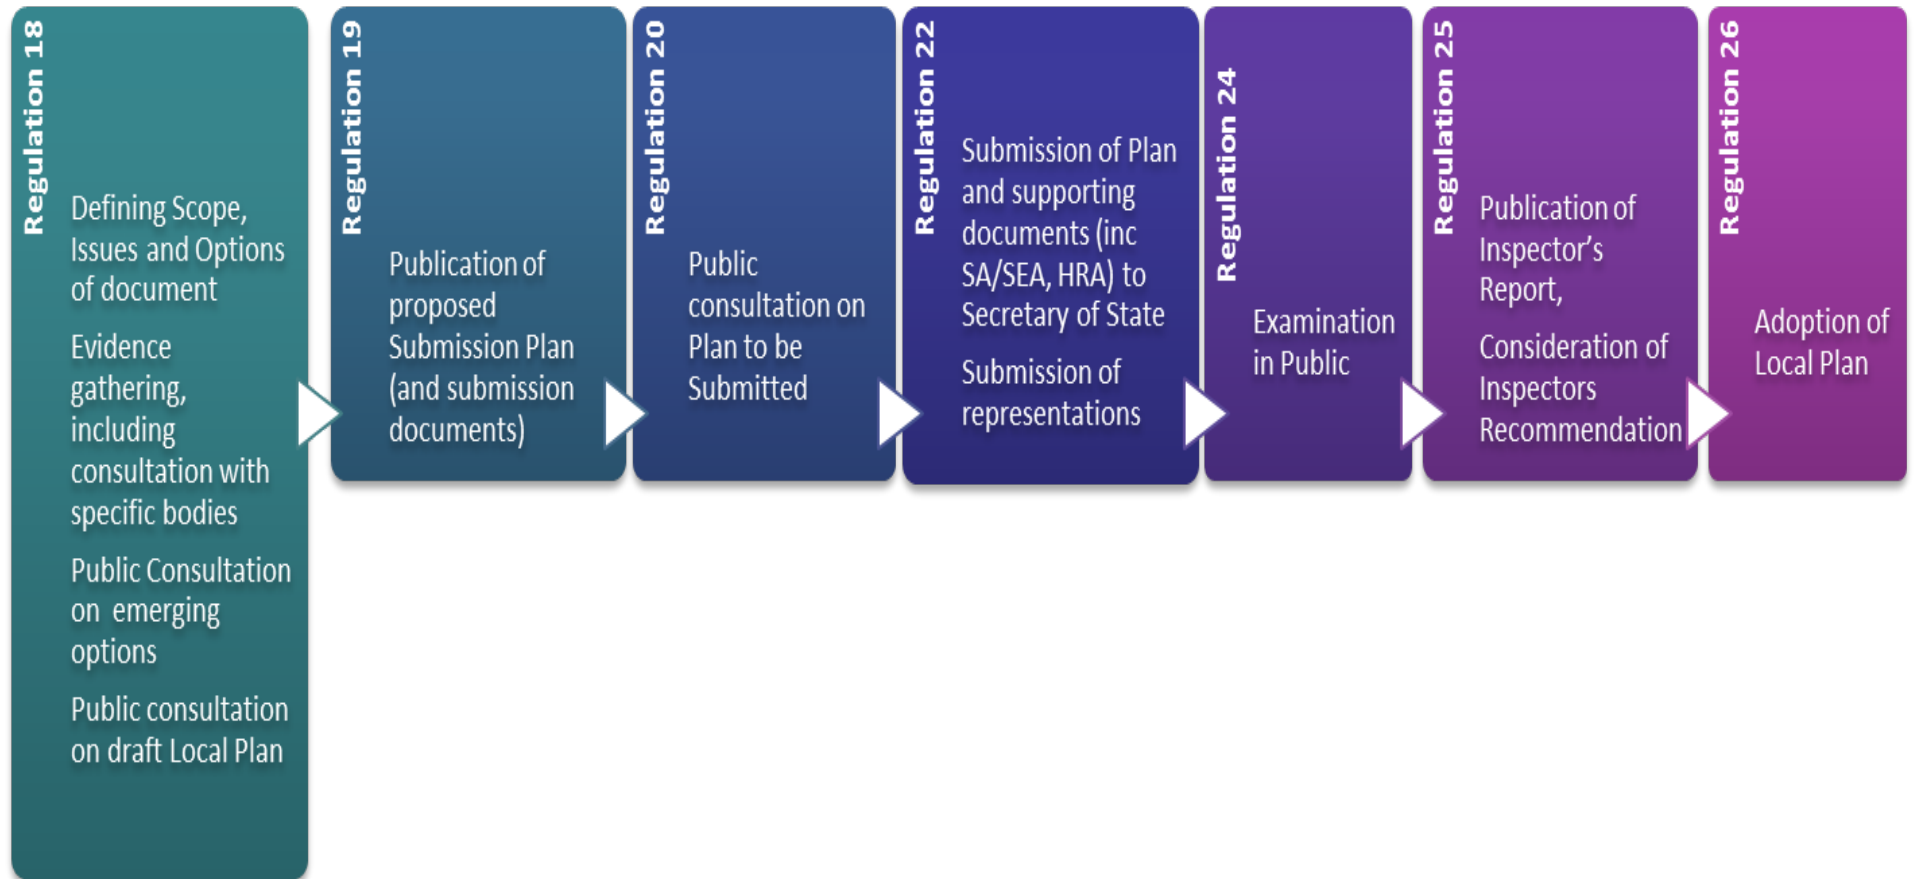 Regulation 18
Defining Scope,
Issues and Options
of document
Evidence
gathering,
including
consultation with
specific bodies
Public Consultation
on emerging
options
Public consultation
on draft Local Plan
Regulation 19
Publication of
proposed
Submission Plan
(and submission
documents)
Regulation 20
Public
consultation on
Plan to be
Submitted
Regulation 22
Submission of Plan
and supporting
documents (inc
SA/SEA, HRA) to
Secretary of State
Submission of
representations
Regulation 24
Examination
in Public
Regulation 25
Publication of
Inspector’s
Report,
Consideration of
Inspectors
Recommendation
Regulation 26
Adoption of
Local Plan